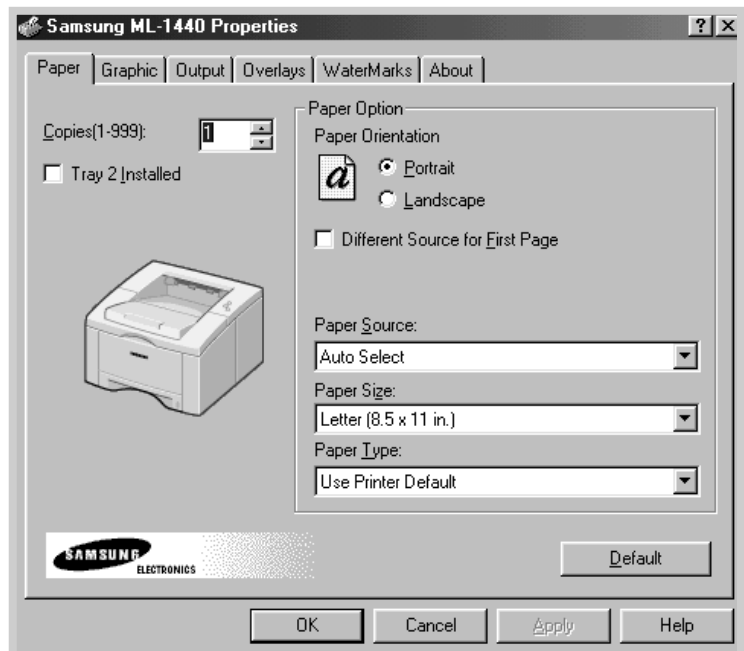 Samsung ML-1440 Properties
Paper Graphic Output Overlays WaterMarks About
Copies(1-999): 1
Tray 2 Installed
Paper Option
Paper Orientation
a
Portrait
Landscape
Different Source for First Page
Paper Source:
Auto Select
Paper Size:
Letter (8.5 x 11 in.)
Paper Type:
Use Printer Default
SAMSUNG
ELECTRONICS
Default
OK Cancel Apply Help